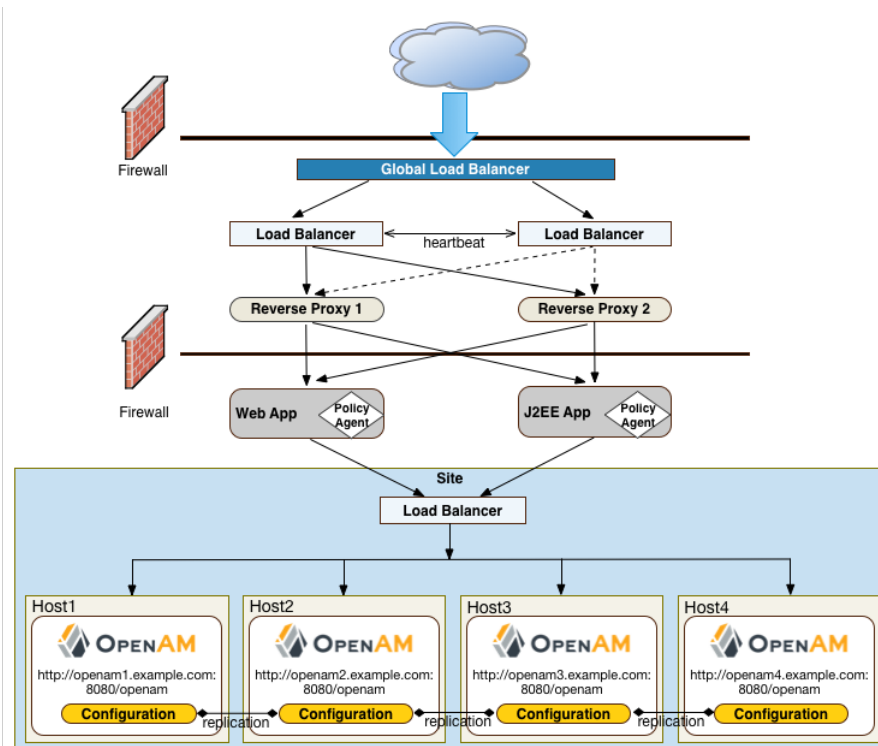 Firewall
Global Load Balancer
Load Balancer
heartbeat
Load Balancer
Reverse Proxy 1
Reverse Proxy 2
Firewall
Web App
Policy
Agent
J2EE App
Policy
Agent
Site
Load Balancer
Host1
Host2
Host3
Host4
OPENAM
OPENAM
OPENAM
OPENAM
http://openam1.example.com:
8080/openam
http://openam2.example.com:
8080/openam
http://openam3.example.com:
8080/openam
http://openam4.example.com:
8080/openam
Configuration
replication
Configuration
replication
Configuration
replication
Configuration